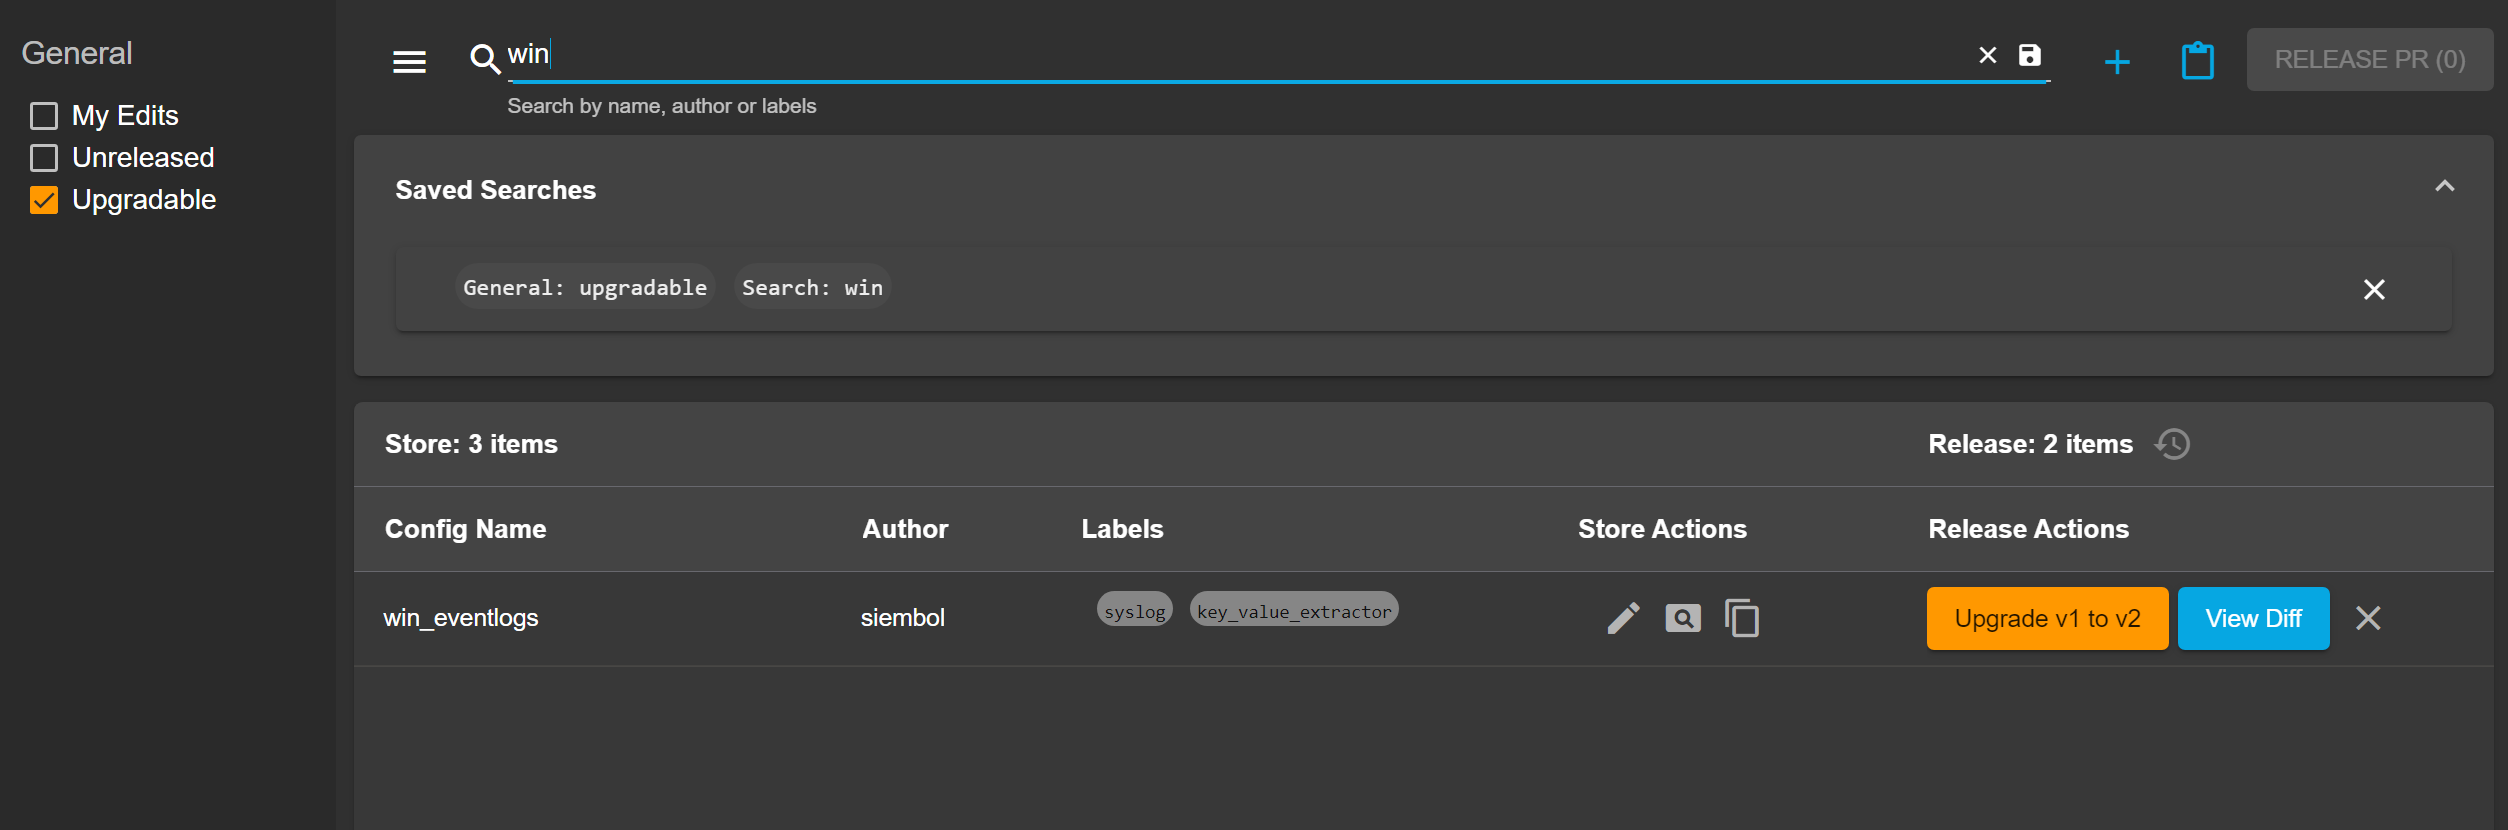 General
My Edits
Unreleased
Upgradable
win
Search by name, author or labels
RELEASE PR (0)
Saved Searches
General: upgradable Search: win
Store: 3 items Release: 2 items
Config Name Author Labels Store Actions Release Actions
win_eventlogs siembol syslog key_value_extractor Upgrade v1 to v2 View Diff